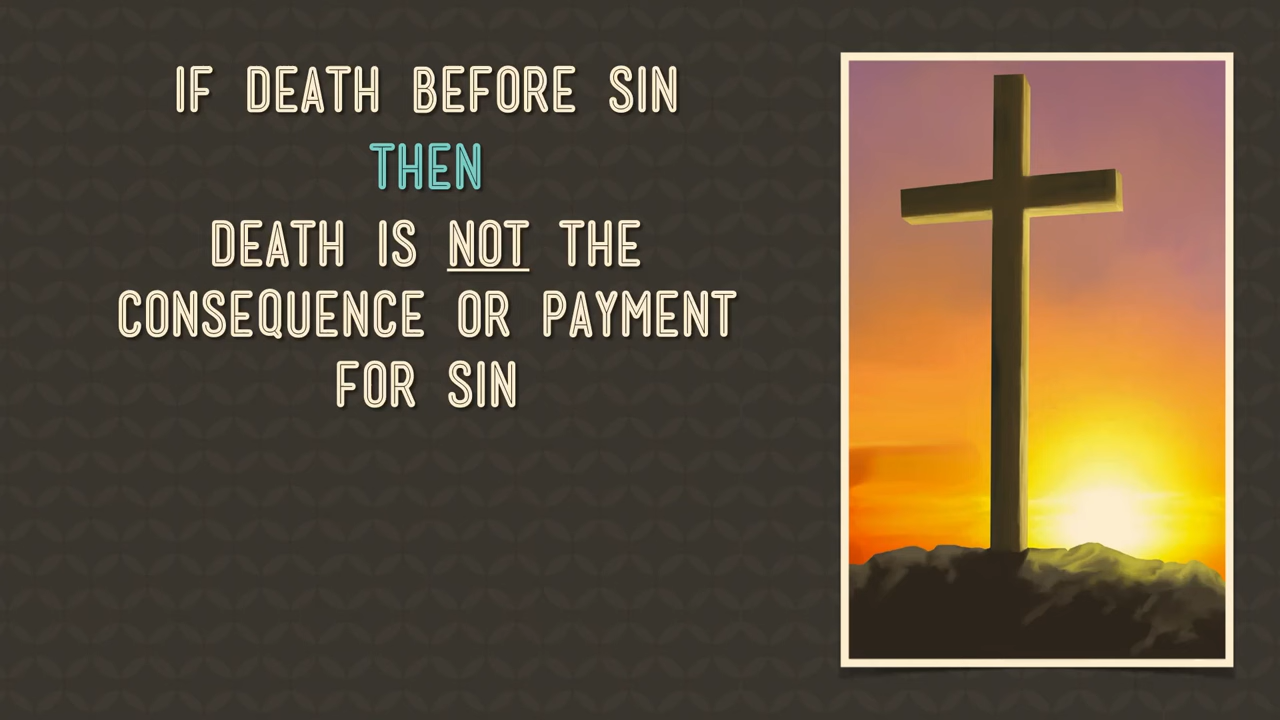 IF DEATH BEFORE SIN
THEN
DEATH IS NOT THE
CONSEQUENCE OR PAYMENT
FOR SIN